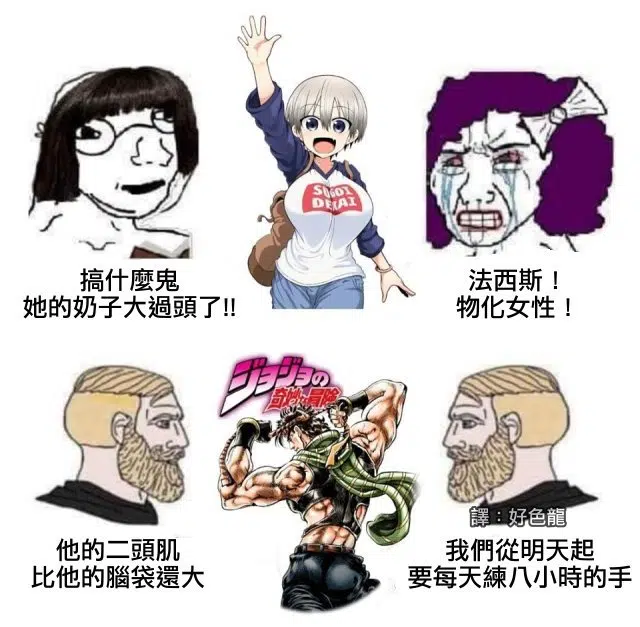 SUGOI
DEKAI
搞什麼鬼
她的奶子大過頭了!!
法西斯！
物化女性！
ジョジョの
奇妙な冒険
譯：好色龍
他的二頭肌
比他的腦袋還大
我們從明天起
要每天練八小時的手